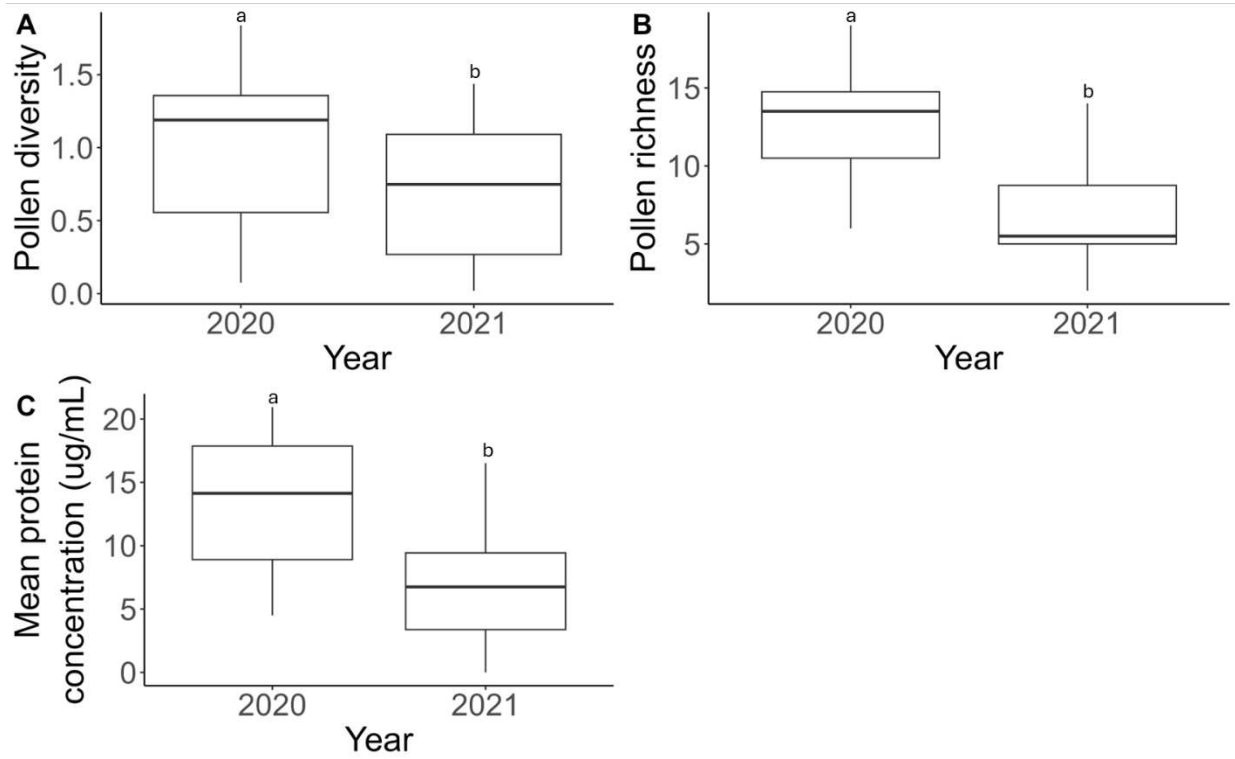 A
Pollen diversity
1.5
1.0
0.5
0.0
a
b
2020
2021
Year
B
Pollen richness
15
10
5
a
b
2020
2021
Year
C
Mean protein
concentration (ug/mL)
20
15
10
5
0
a
b
2020
2021
Year